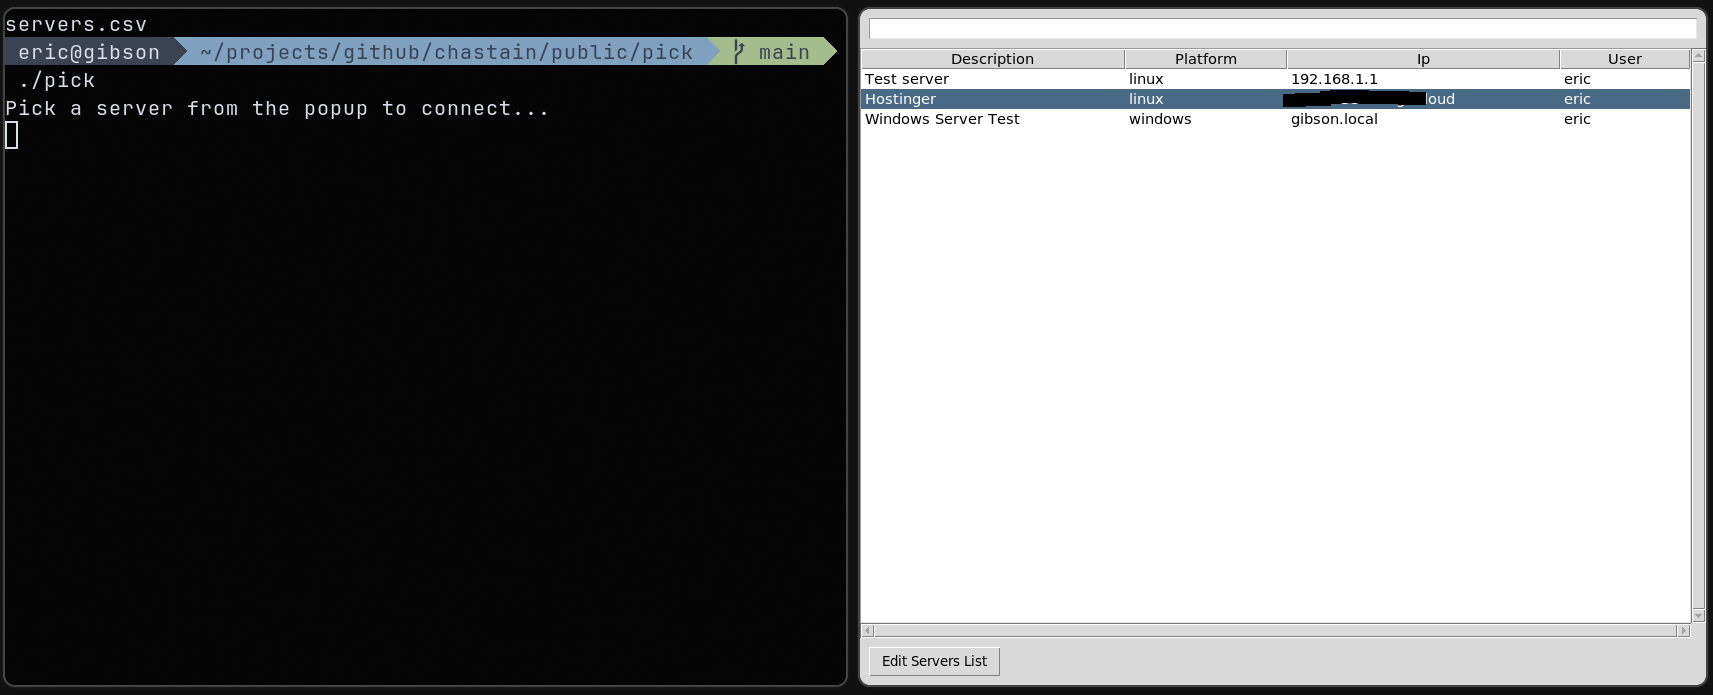 servers.csv
eric@gibson ~/projects/github/chastain/public/pick main
./pick
Pick a server from the popup to connect...
Description Platform Ip User
Test server linux 192.168.1.1 eric
Hostinger linux loud eric
Windows Server Test windows gibson.local eric
Edit Servers List